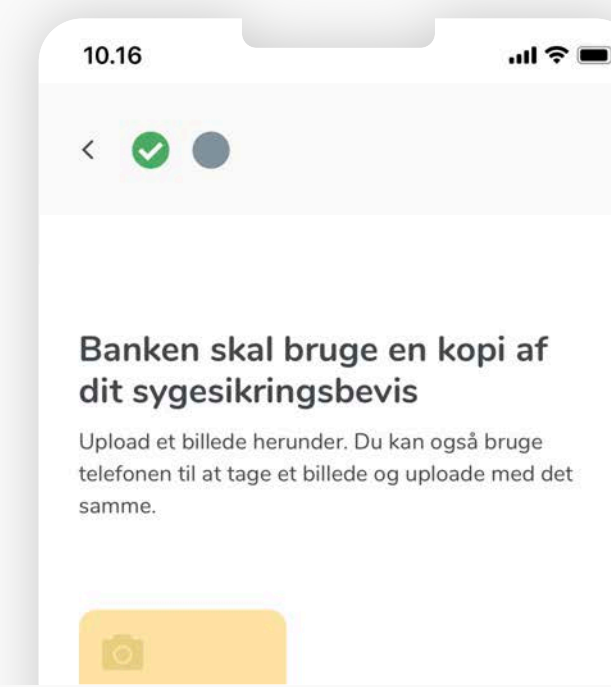 10.16
Banken skal bruge en kopi af
dit sygesikringsbevis
Upload et billede herunder. Du kan også bruge
telefonen til at tage et billede og uploade med det
samme.